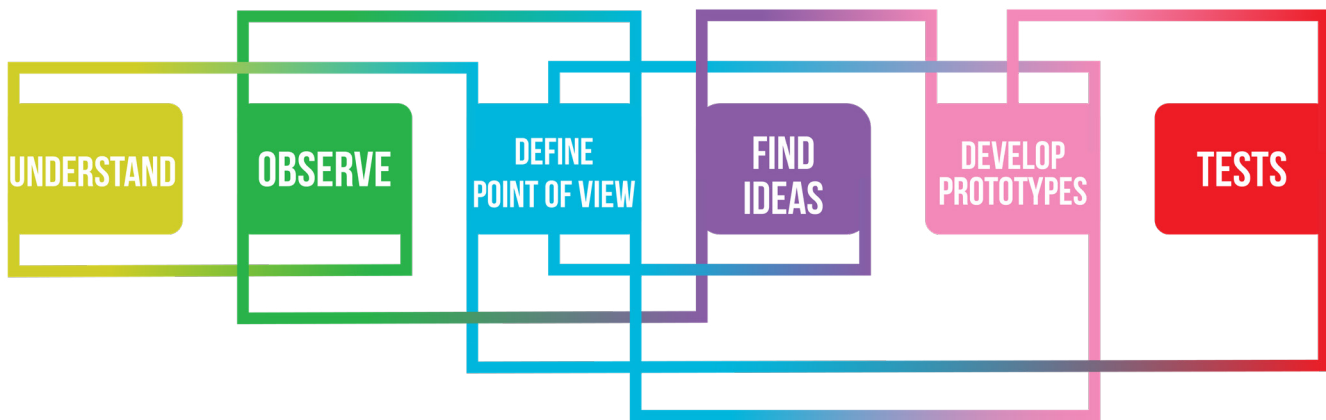 UNDERSTAND
OBSERVE
DEFINE
POINT OF VIEW
FIND
IDEAS
DEVELOP
PROTOTYPES
TESTS